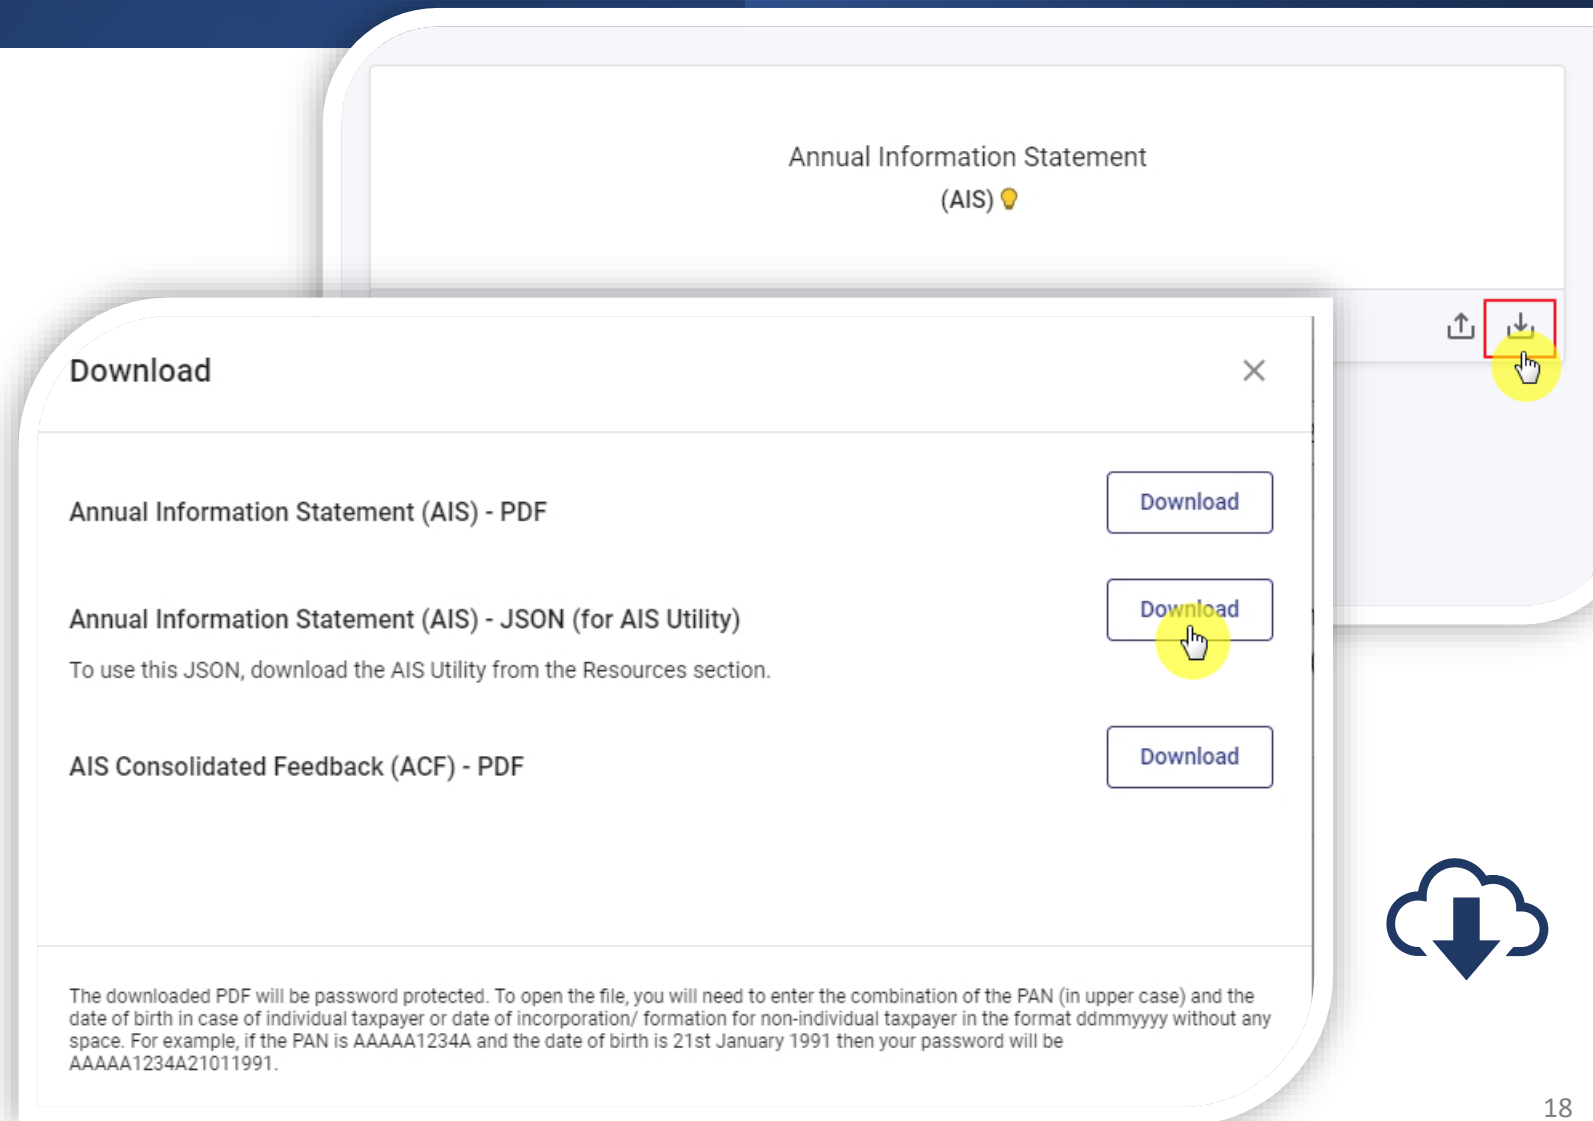 Annual Information Statement
(AIS)
Download
Annual Information Statement (AIS) - PDF
Download
Annual Information Statement (AIS) - JSON (for AIS Utility)
Download
To use this JSON, download the AIS Utility from the Resources section.
AIS Consolidated Feedback (ACF) - PDF
Download
The downloaded PDF will be password protected. To open the file, you will need to enter the combination of the PAN (in upper case) and the
date of birth in case of individual taxpayer or date of incorporation/ formation for non-individual taxpayer in the format ddmmyyyy without any
space. For example, if the PAN is AAAAA1234A and the date of birth is 21st January 1991 then your password will be
AAAAA1234A21011991.
18